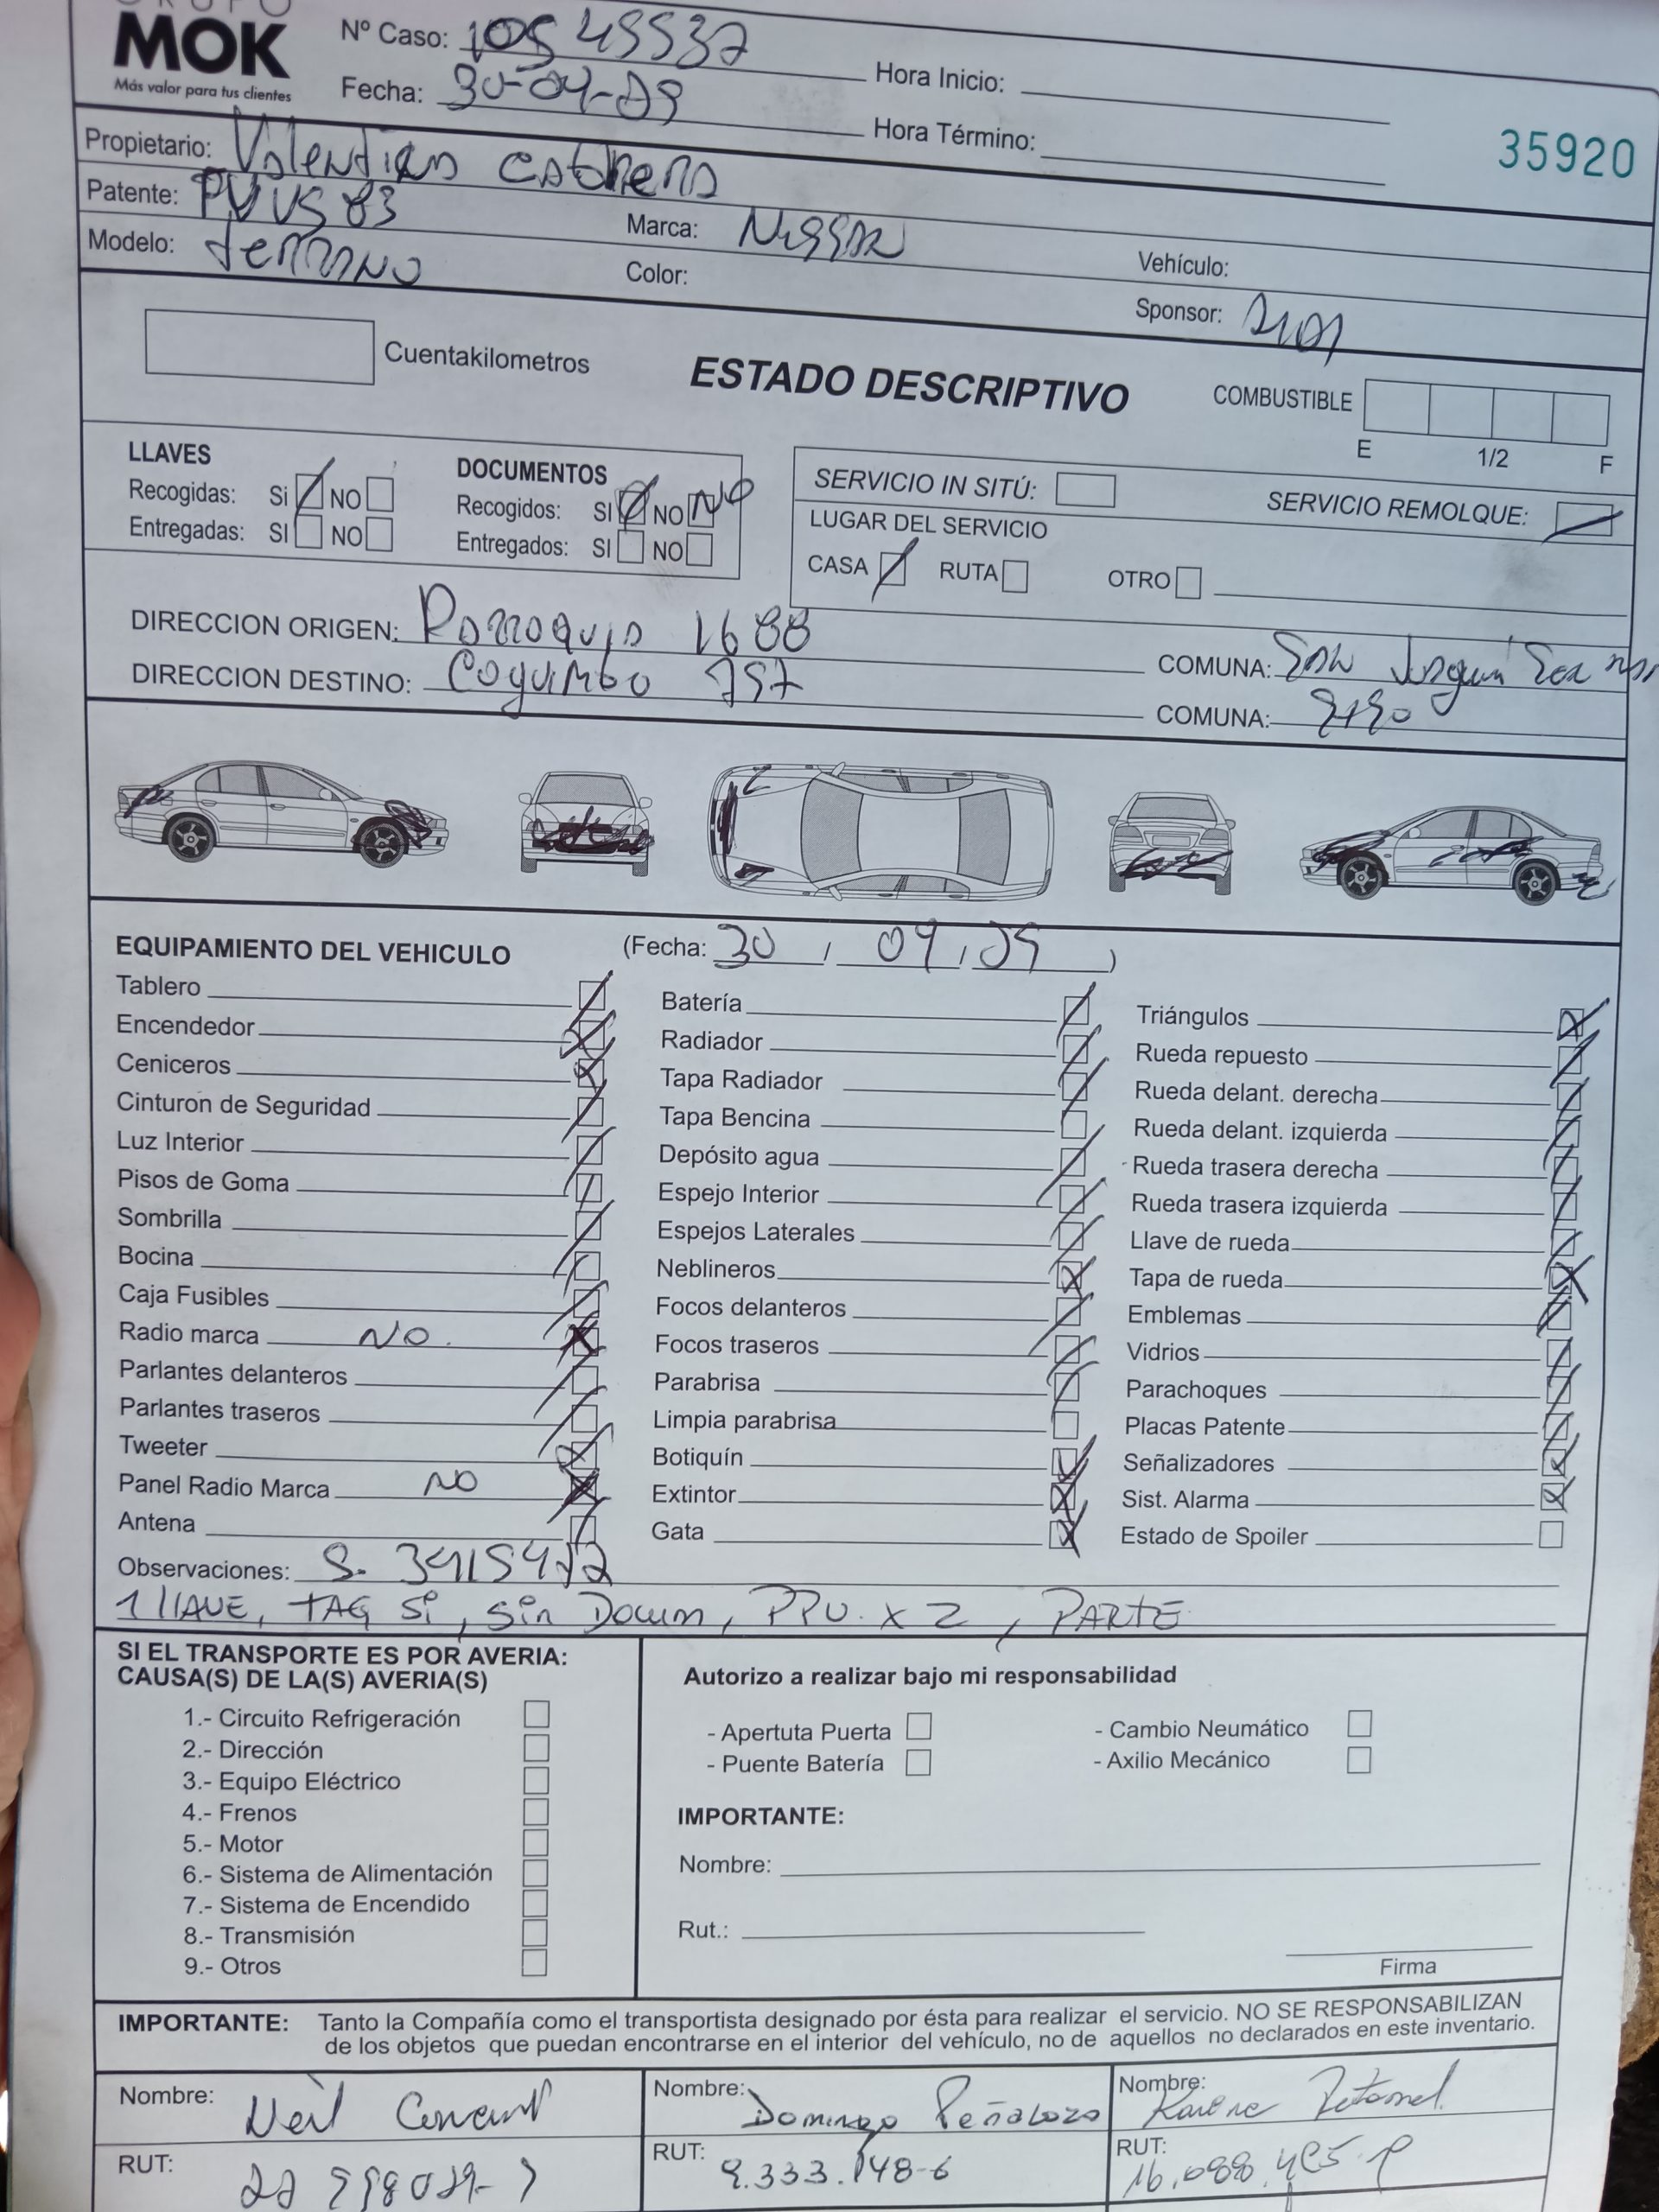 GRUPO
MOK
Más valor para tus clientes
Nº Caso:
Fecha: 30-04-
Hora Inicio:
Hora Término:
35920
Propietario:
Patente:
Marca: Nissan
Vehículo:
Modelo: terrano
Color:
Sponsor:
Cuentakilometros
ESTADO DESCRIPTIVO
COMBUSTIBLE
E 1/2 F
LLAVES
Recogidas: Si NO
Entregadas: SI NO
DOCUMENTOS
Recogidos: SI NO NO
Entregados: SI NO
SERVICIO IN SITÚ:
SERVICIO REMOLQUE:
LUGAR DEL SERVICIO
CASA RUTA OTRO
DIRECCION ORIGEN: Parroquia 1688
COMUNA: San
DIRECCION DESTINO: Coquimbo
COMUNA:
EQUIPAMIENTO DEL VEHICULO
(Fecha: 30 / 04 / )
Tablero
Encendedor
Ceniceros
Cinturon de Seguridad
Luz Interior
Pisos de Goma
Sombrilla
Bocina
Caja Fusibles
Radio marca NO.
Parlantes delanteros
Parlantes traseros
Tweeter
Panel Radio Marca NO
Antena
Batería
Radiador
Tapa Radiador
Tapa Bencina
Depósito agua
Espejo Interior
Espejos Laterales
Neblineros
Focos delanteros
Focos traseros
Parabrisa
Limpia parabrisa
Botiquín
Extintor
Gata
Triángulos
Rueda repuesto
Rueda delant. derecha
Rueda delant. izquierda
Rueda trasera derecha
Rueda trasera izquierda
Llave de rueda
Tapa de rueda
Emblemas
Vidrios
Parachoques
Placas Patente
Señalizadores
Sist. Alarma
Estado de Spoiler
Observaciones:
1 llAVE, TAG Si, Sin Docum, PPU. x 2, PARTE
SI EL TRANSPORTE ES POR AVERIA:
CAUSA(S) DE LA(S) AVERIA(S)
1.- Circuito Refrigeración
2.- Dirección
3.- Equipo Eléctrico
4.- Frenos
5.- Motor
6.- Sistema de Alimentación
7.- Sistema de Encendido
8.- Transmisión
9.- Otros
Autorizo a realizar bajo mi responsabilidad
- Apertuta Puerta
- Cambio Neumático
- Puente Batería
- Axilio Mecánico
IMPORTANTE:
Nombre:
Rut.:
Firma
IMPORTANTE: Tanto la Compañía como el transportista designado por ésta para realizar el servicio. NO SE RESPONSABILIZAN
de los objetos que puedan encontrarse en el interior del vehículo, no de aquellos no declarados en este inventario.
Nombre:
RUT:
Nombre: Domingo Peñaloza
RUT: 9.333.148-6
Nombre:
RUT: